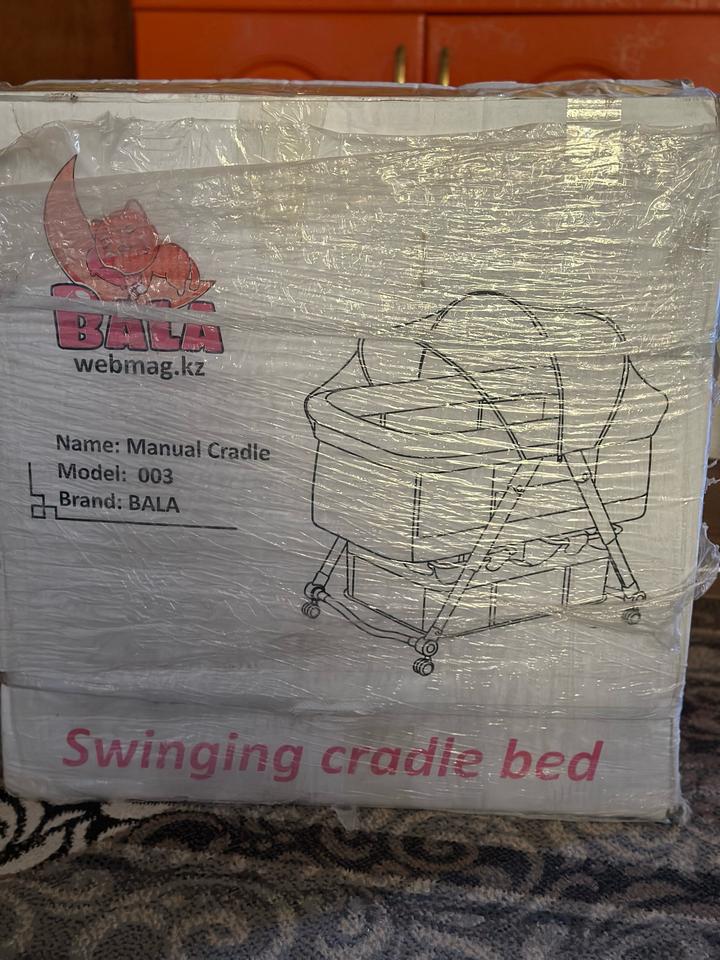 BALA
webmag.kz
Name: Manual Cradle
Model: 003
Brand: BALA
Swinging cradle bed